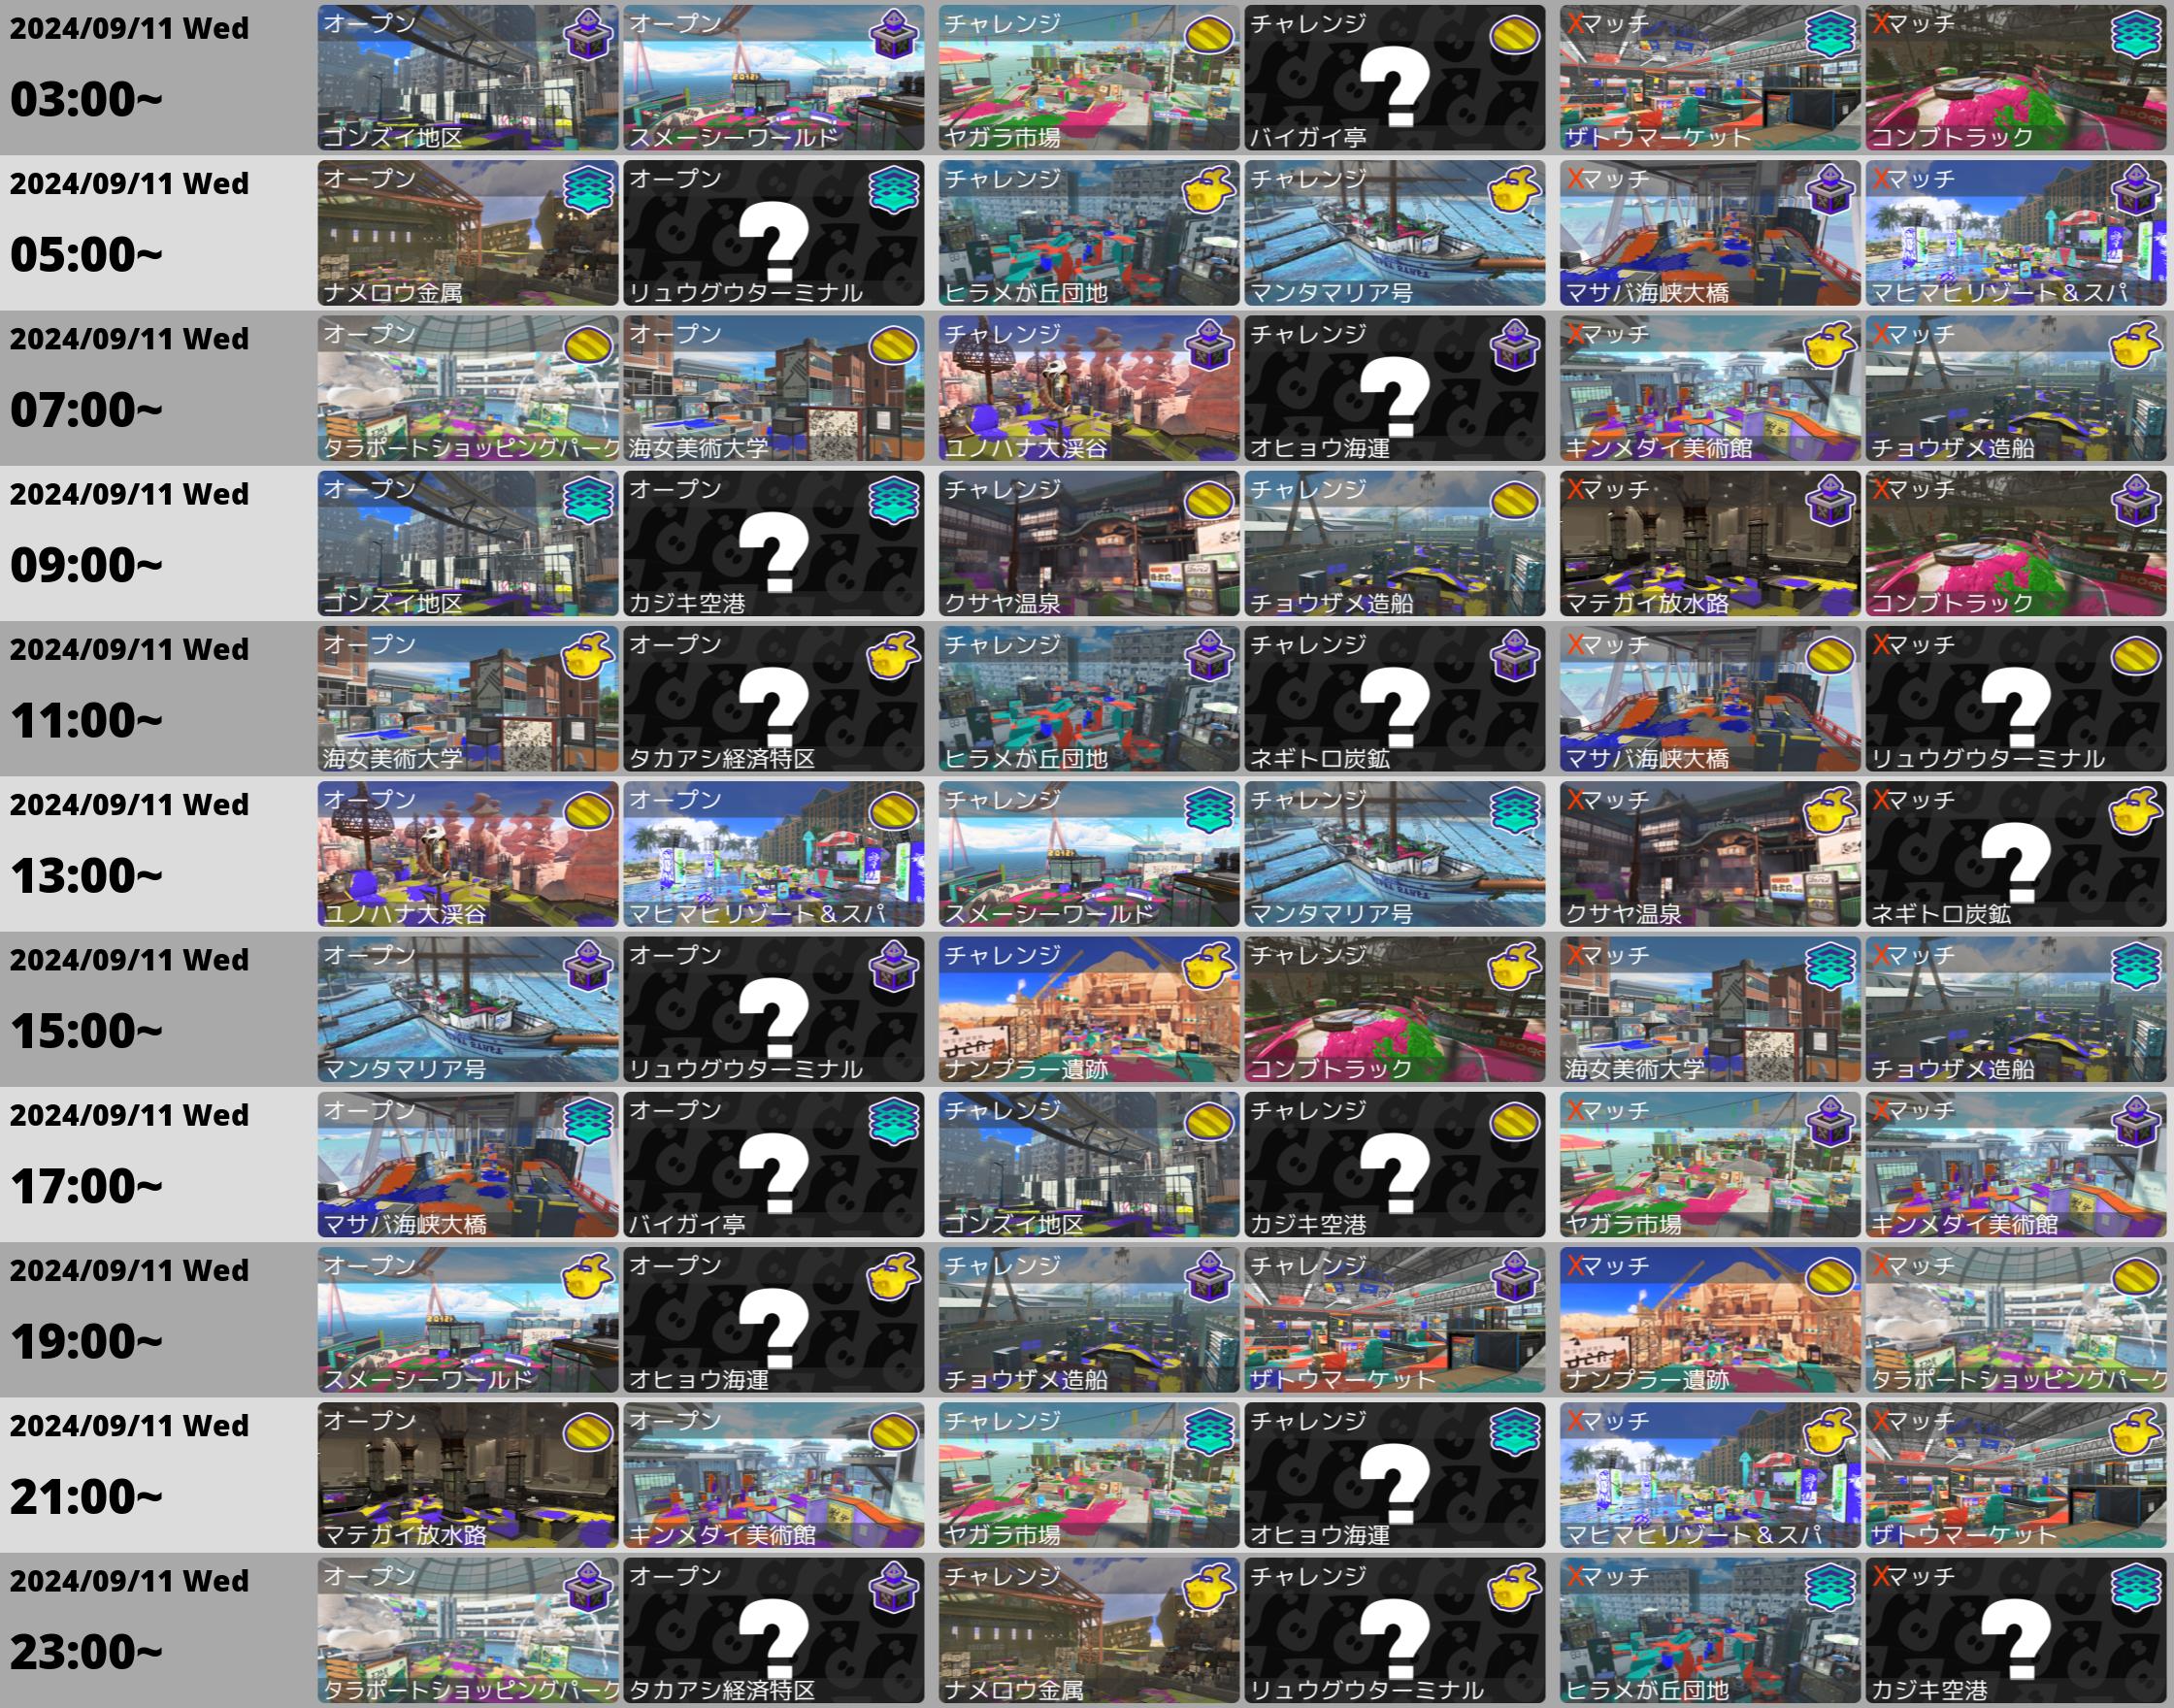 2024/09/11 Wed
03:00~
オープン
ゴンズイ地区
オープン
スメーシーワールド
チャレンジ
ヤガラ市場
チャレンジ
バイガイ亭
Xマッチ
ザトウマーケット
Xマッチ
コンブトラック
2024/09/11 Wed
05:00~
オープン
ナメロウ金属
オープン
リュウグウターミナル
チャレンジ
ヒラメが丘団地
チャレンジ
マンタマリア号
Xマッチ
マサバ海峡大橋
Xマッチ
マヒマヒリゾート&スパ
2024/09/11 Wed
07:00~
オープン
タラポートショッピングパーク
オープン
海女美術大学
チャレンジ
ユノハナ大渓谷
チャレンジ
オヒョウ海運
Xマッチ
キンメダイ美術館
Xマッチ
チョウザメ造船
2024/09/11 Wed
09:00~
オープン
ゴンズイ地区
オープン
カジキ空港
チャレンジ
クサヤ温泉
チャレンジ
チョウザメ造船
Xマッチ
マテガイ放水路
Xマッチ
コンブトラック
2024/09/11 Wed
11:00~
オープン
海女美術大学
オープン
タカアシ経済特区
チャレンジ
ヒラメが丘団地
チャレンジ
ネギトロ炭鉱
Xマッチ
マサバ海峡大橋
Xマッチ
リュウグウターミナル
2024/09/11 Wed
13:00~
オープン
ユノハナ大渓谷
オープン
マヒマヒリゾート&スパ
チャレンジ
スメーシーワールド
チャレンジ
マンタマリア号
Xマッチ
クサヤ温泉
Xマッチ
ネギトロ炭鉱
2024/09/11 Wed
15:00~
オープン
マンタマリア号
オープン
リュウグウターミナル
チャレンジ
ナンプラー遺跡
チャレンジ
コンブトラック
Xマッチ
海女美術大学
Xマッチ
チョウザメ造船
2024/09/11 Wed
17:00~
オープン
マサバ海峡大橋
オープン
バイガイ亭
チャレンジ
ゴンズイ地区
チャレンジ
カジキ空港
Xマッチ
ヤガラ市場
Xマッチ
キンメダイ美術館
2024/09/11 Wed
19:00~
オープン
スメーシーワールド
オープン
オヒョウ海運
チャレンジ
チョウザメ造船
チャレンジ
ザトウマーケット
Xマッチ
ナンプラー遺跡
Xマッチ
タラポートショッピングパーク
2024/09/11 Wed
21:00~
オープン
マテガイ放水路
オープン
キンメダイ美術館
チャレンジ
ヤガラ市場
チャレンジ
オヒョウ海運
Xマッチ
マヒマヒリゾート&スパ
Xマッチ
ザトウマーケット
2024/09/11 Wed
23:00~
オープン
タラポートショッピングパーク
オープン
タカアシ経済特区
チャレンジ
ナメロウ金属
チャレンジ
リュウグウターミナル
Xマッチ
ヒラメが丘団地
Xマッチ
カジキ空港